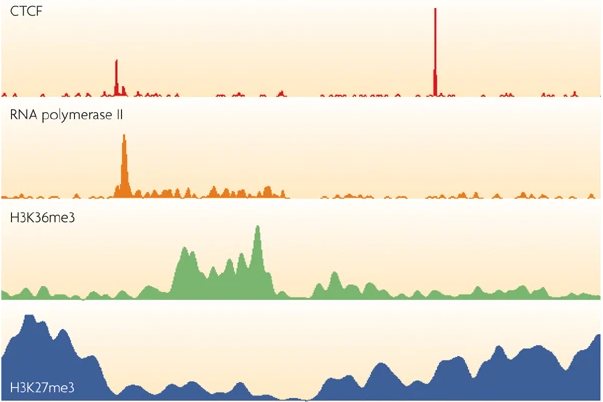 CTCF
RNA polymerase II
H3K36me3
H3K27me3